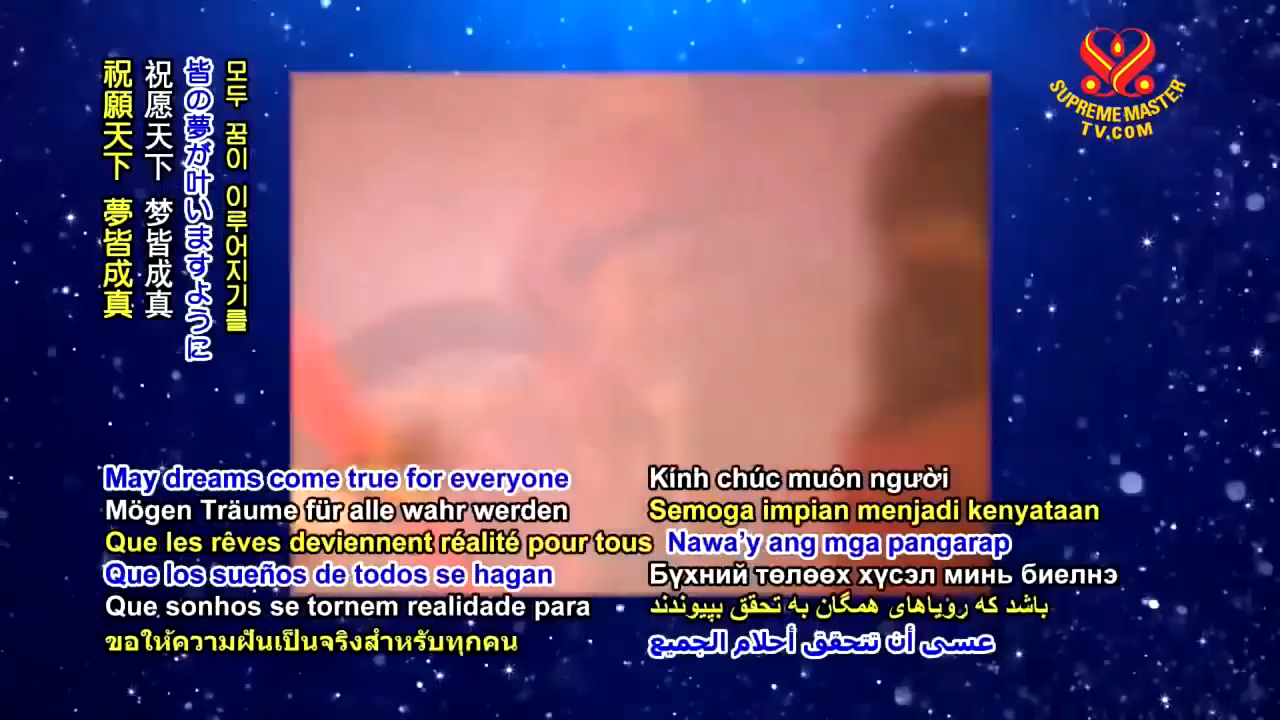 모두 꿈이 이루어지기를
皆の夢が叶いますように
祝愿天下 梦皆成真
祝願天下 夢皆成真
SUPREME MASTER
TV.COM
May dreams come true for everyone
Mögen Träume für alle wahr werden
Que les rêves deviennent réalité pour tous
Que los sueños de todos se hagan
Que sonhos se tornem realidade para
ขอให้ความฝันเป็นจริงสำหรับทุกคน
Kính chúc muôn người
Semoga impian menjadi kenyataan
Nawa’y ang mga pangarap
Бүхний төлөөх хүсэл минь биелнэ
باشد که رؤیاهای همگان به تحقق بپیوندند
عسى أن تتحقق أحلام الجميع